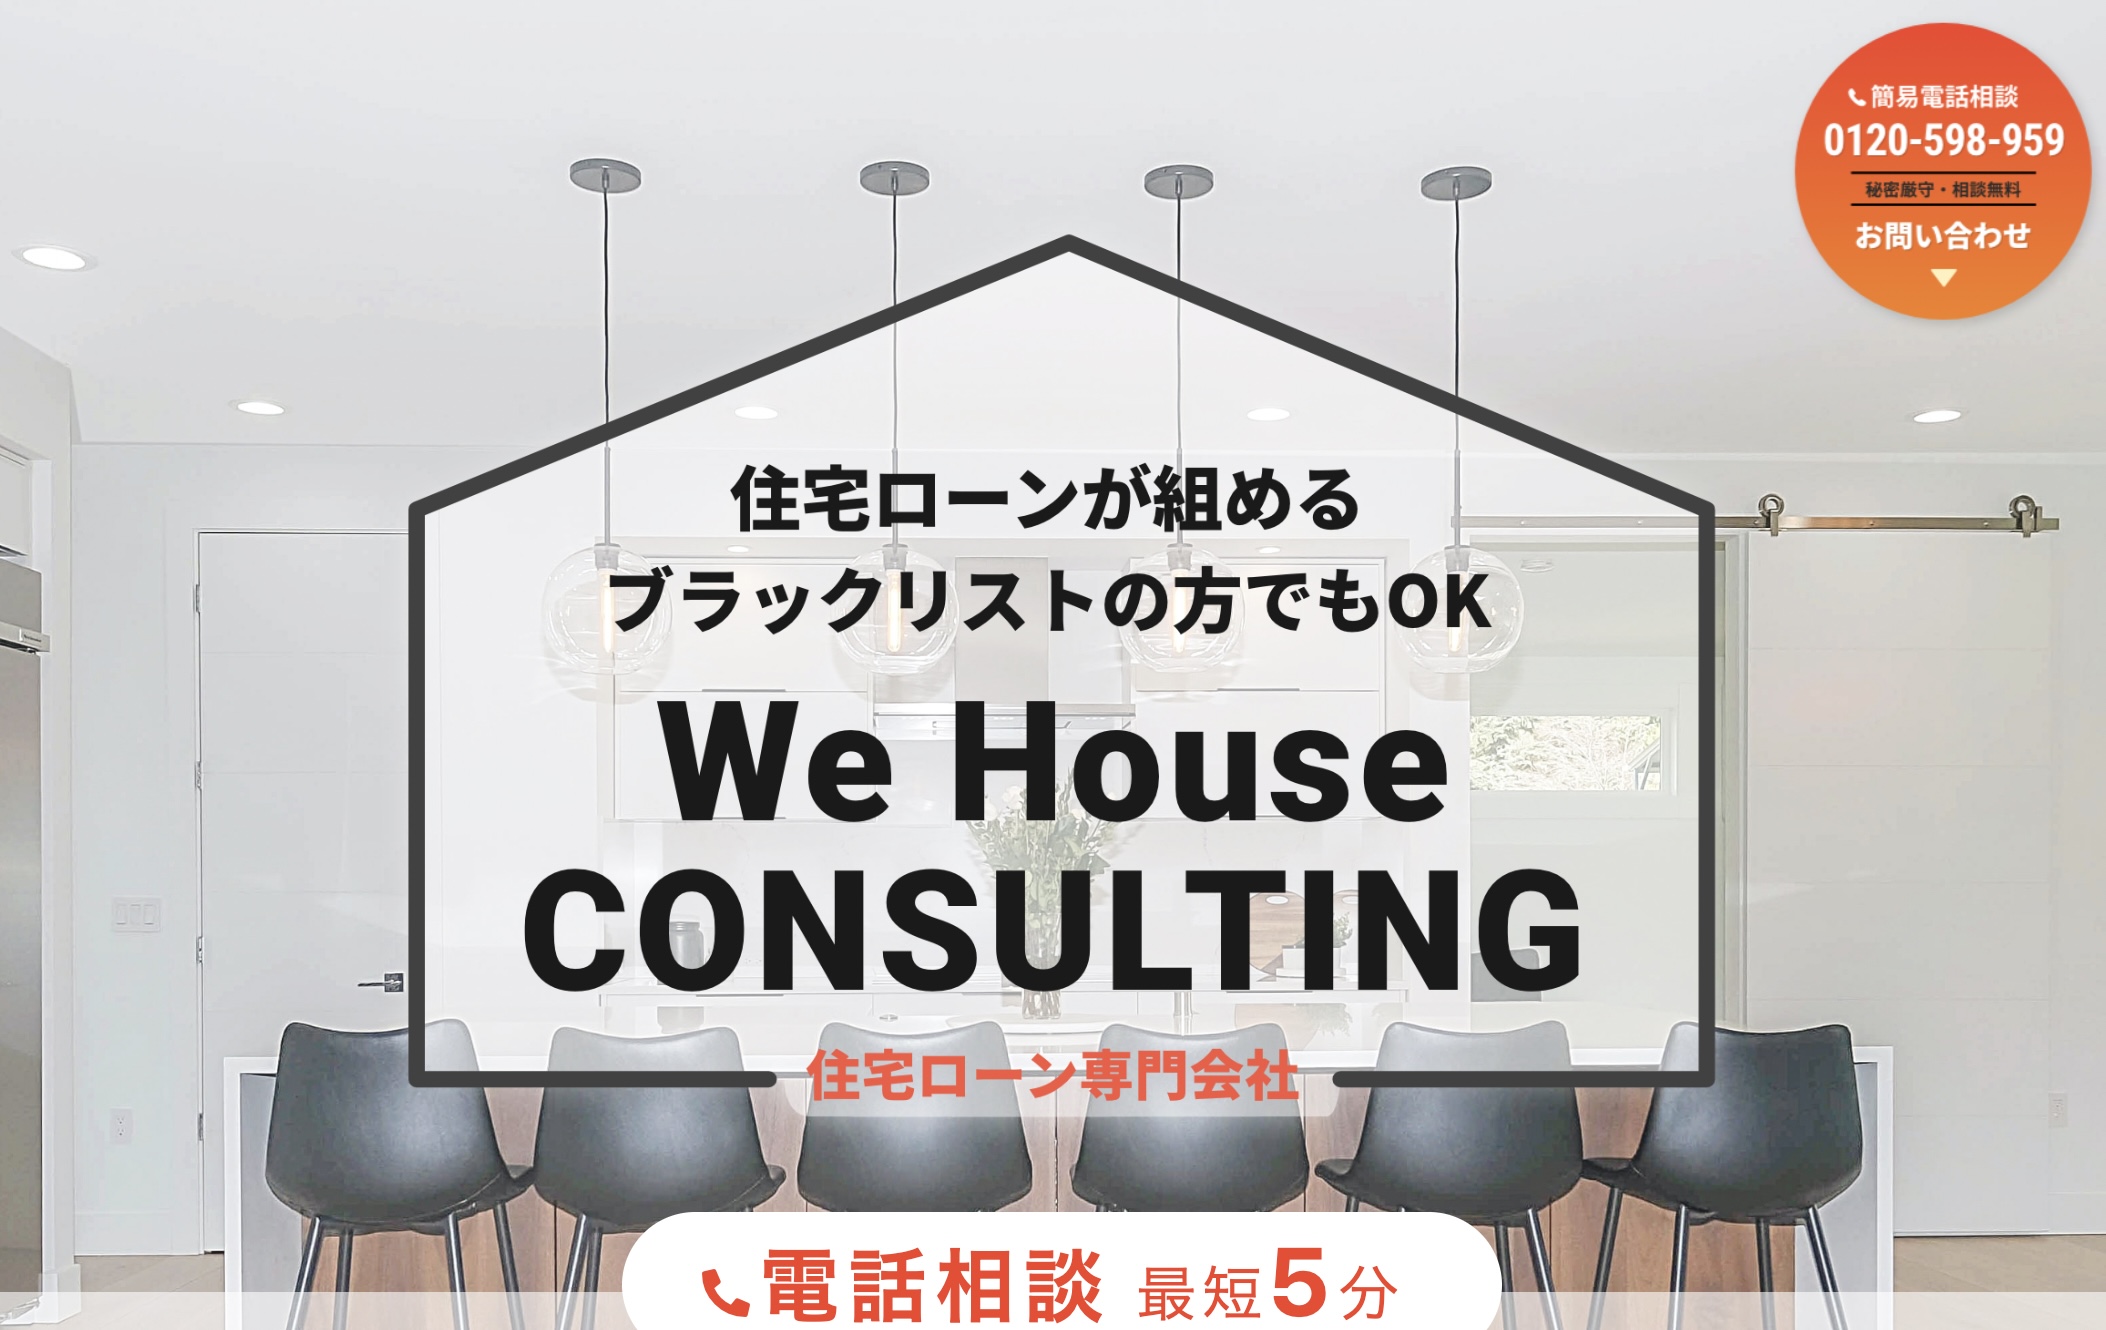 簡易電話相談
0120-598-959
秘密厳守・相談無料
お問い合わせ
住宅ローンが組める
ブラックリストの方でもOK
We House
CONSULTING
住宅ローン専門会社
電話相談 最短5分